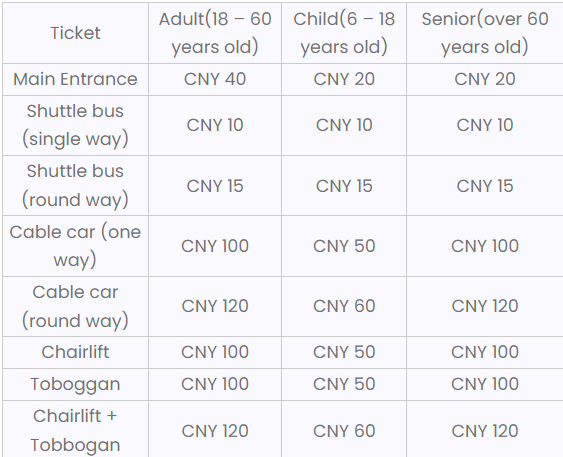 Ticket Adult(18 – 60 Child(6 – 18 Senior(over 60
years old) years old) years old)
Main Entrance CNY 40 CNY 20 CNY 20
Shuttle bus
(single way) CNY 10 CNY 10 CNY 10
Shuttle bus
(round way) CNY 15 CNY 15 CNY 15
Cable car (one
way) CNY 100 CNY 50 CNY 100
Cable car
(round way) CNY 120 CNY 60 CNY 120
Chairlift CNY 100 CNY 50 CNY 100
Toboggan CNY 100 CNY 50 CNY 100
Chairlift +
Tobbogan CNY 120 CNY 60 CNY 120